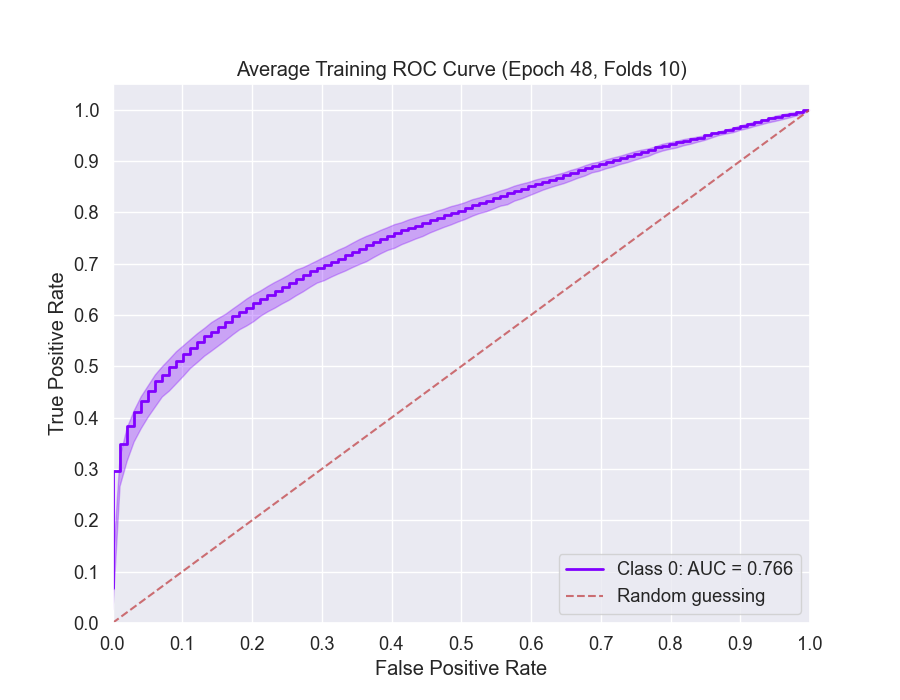 Average Training ROC Curve (Epoch 48, Folds 10)
True Positive Rate
1.0
0.9
0.8
0.7
0.6
0.5
0.4
0.3
0.2
0.1
0.0
Class 0: AUC = 0.766
Random guessing
0.0 0.1 0.2 0.3 0.4 0.5 0.6 0.7 0.8 0.9 1.0
False Positive Rate